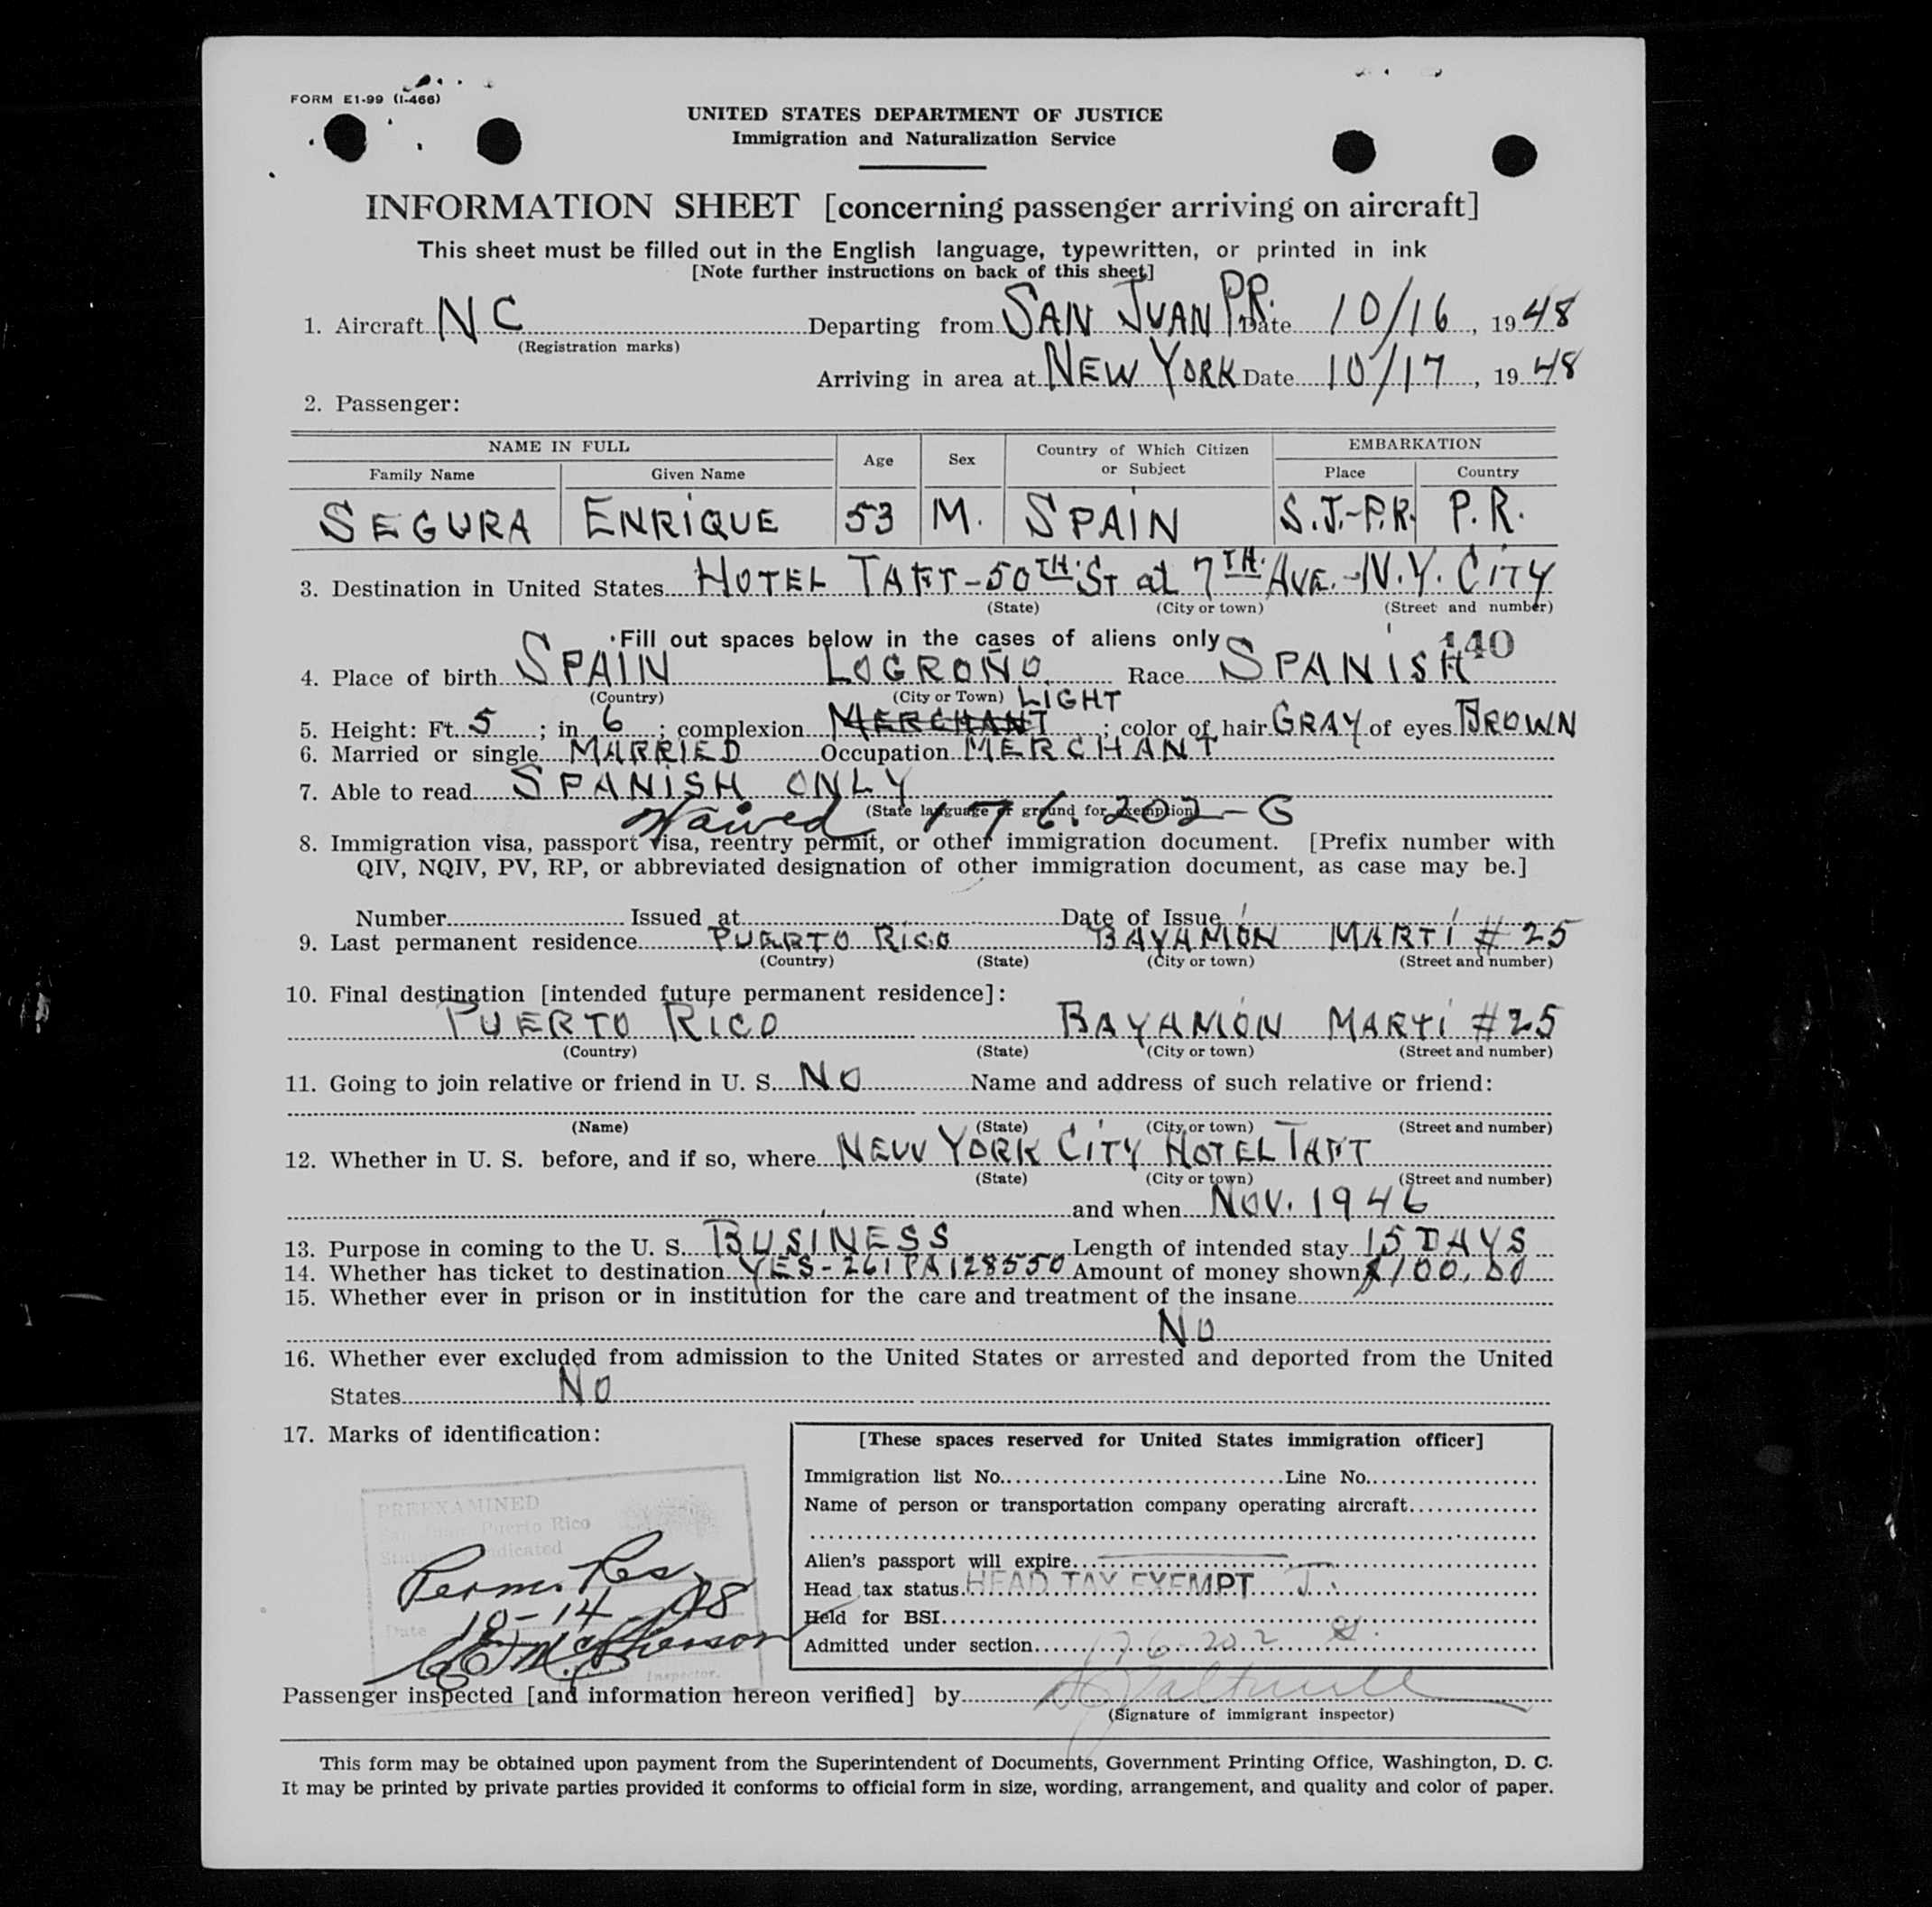 FORM E1-99 (I-466)
UNITED STATES DEPARTMENT OF JUSTICE
Immigration and Naturalization Service
INFORMATION SHEET [concerning passenger arriving on aircraft]
This sheet must be filled out in the English language, typewritten, or printed in ink
[Note further instructions on back of this sheet]
1. Aircraft NC Departing from SAN JUAN P.R. Date 10/16, 1948
(Registration marks)
Arriving in area at NEW YORK Date 10/17, 1948
2. Passenger:
NAME IN FULL Age Sex Country of Which Citizen or Subject EMBARKATION
Family Name Given Name Place Country
SEGURA ENRIQUE 53 M. SPAIN S.J.-P.R. P.R.
3. Destination in United States HOTEL TAFT-50TH. ST at 7TH. AVE.-N.Y. CITY
(State) (City or town) (Street and number)
Fill out spaces below in the cases of aliens only
140
4. Place of birth SPAIN LOGROÑO. Race SPANISH
(Country) (City or Town) LIGHT
5. Height: Ft. 5; in. 6; complexion MERCHANT; color of hair GRAY of eyes BROWN
6. Married or single MARRIED Occupation MERCHANT
7. Able to read SPANISH ONLY
(State language or ground for exemption)
Waived 176.202-G
8. Immigration visa, passport visa, reentry permit, or other immigration document. [Prefix number with
QIV, NQIV, PV, RP, or abbreviated designation of other immigration document, as case may be.]
Number Issued at Date of Issue
9. Last permanent residence PUERTO RICO BAYAMÓN MARTÍ #25
(Country) (State) (City or town) (Street and number)
10. Final destination [intended future permanent residence]:
PUERTO RICO BAYAMÓN MARTÍ #25
(Country) (State) (City or town) (Street and number)
11. Going to join relative or friend in U. S. NO Name and address of such relative or friend:
(Name) (State) (City or town) (Street and number)
12. Whether in U. S. before, and if so, where NEW YORK CITY HOTEL TAFT
(State) (City or town) (Street and number)
and when NOV. 1946
13. Purpose in coming to the U. S. BUSINESS Length of intended stay 15 DAYS
14. Whether has ticket to destination YES-261PA128550 Amount of money shown $100.00
15. Whether ever in prison or in institution for the care and treatment of the insane
NO
16. Whether ever excluded from admission to the United States or arrested and deported from the United
States NO
17. Marks of identification:
PREEXAMINED
San Juan, Puerto Rico
Status indicated
Perm. Res
Date 10-14-48
Inspector.
[These spaces reserved for United States immigration officer]
Immigration list No. Line No.
Name of person or transportation company operating aircraft
Alien's passport will expire
Head tax status HEAD TAX EXEMPT J.
Held for BSI
Admitted under section 176.202
Passenger inspected [and information hereon verified] by
(Signature of immigrant inspector)
This form may be obtained upon payment from the Superintendent of Documents, Government Printing Office, Washington, D. C.
It may be printed by private parties provided it conforms to official form in size, wording, arrangement, and quality and color of paper.